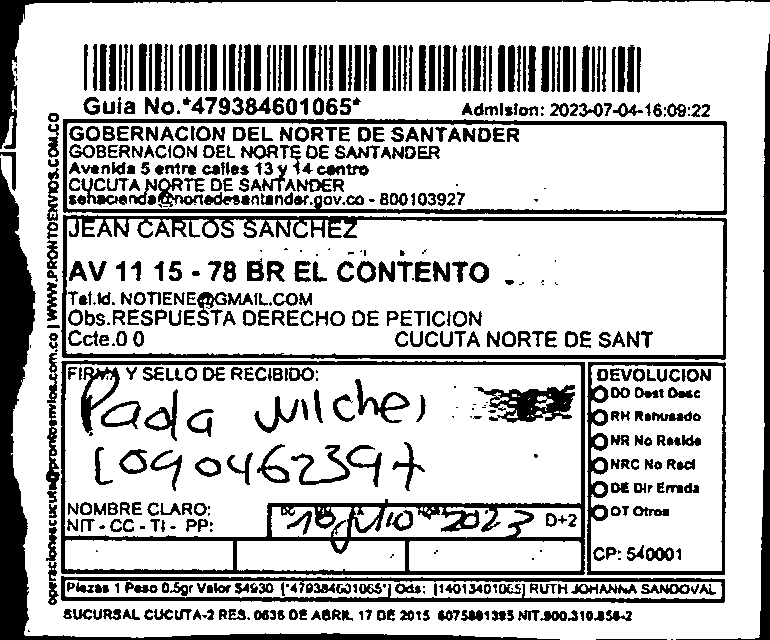 Guia No.*479384601065*
Admision: 2023-07-04-16:09:22
GOBERNACION DEL NORTE DE SANTANDER
GOBERNACION DEL NORTE DE SANTANDER
Avenida 5 entre calles 13 y 14 centro
CUCUTA NORTE DE SANTANDER
sehacienda@nortedesantander.gov.co - 800103927
JEAN CARLOS SANCHEZ
AV 11 15 - 78 BR EL CONTENTO
Tel.Id. NOTIENE@GMAIL.COM
Obs.RESPUESTA DERECHO DE PETICION
Ccte.0 0
CUCUTA NORTE DE SANT
FIRMA Y SELLO DE RECIBIDO:
Paola wilches
1090462397
NOMBRE CLARO:
NIT - CC - TI - PP:
julio 2023
D+2
DEVOLUCION
DD Dest Desc
RH Rehusado
NR No Reside
NRC No Recl
DE Dir Errada
OT Otros
CP: 540001
Piezas 1 Peso 0.5gr Valor $4930 [*479384601065*] Ods: [14013401065] RUTH JOHANNA SANDOVAL
SUCURSAL CUCUTA-2 RES. 0636 DE ABRIL 17 DE 2015 6075881395 NIT.900.310.856-2
operacionescucuta@prontoenvios.com.co | WWW.PRONTOENVIOS.COM.CO